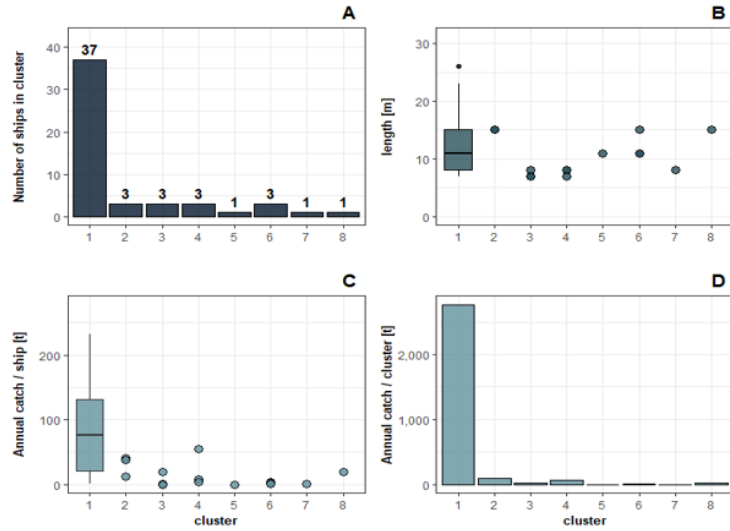 A
Number of ships in cluster
40
30
20
10
0
37
3
3
3
1
3
1
1
1 2 3 4 5 6 7 8
B
length [m]
30
20
10
0
1 2 3 4 5 6 7 8
C
Annual catch / ship [t]
200
100
0
1 2 3 4 5 6 7 8
cluster
D
Annual catch / cluster [t]
2,000
1,000
0
1 2 3 4 5 6 7 8
cluster